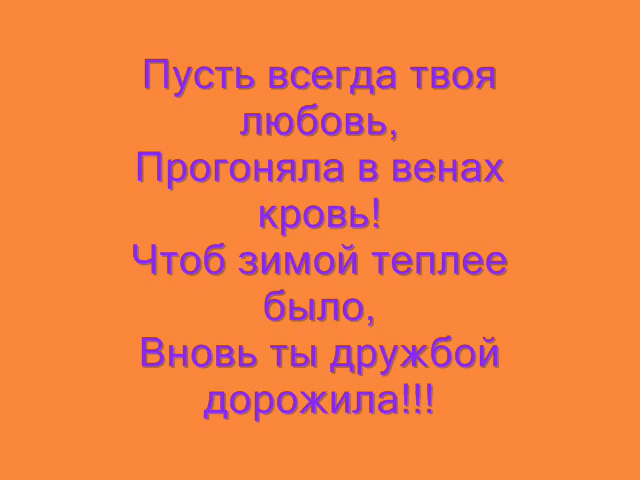 Пусть всегда твоя
любовь,
Прогоняла в венах
кровь!
Чтоб зимой теплее
было,
Вновь ты дружбой
дорожила!!!